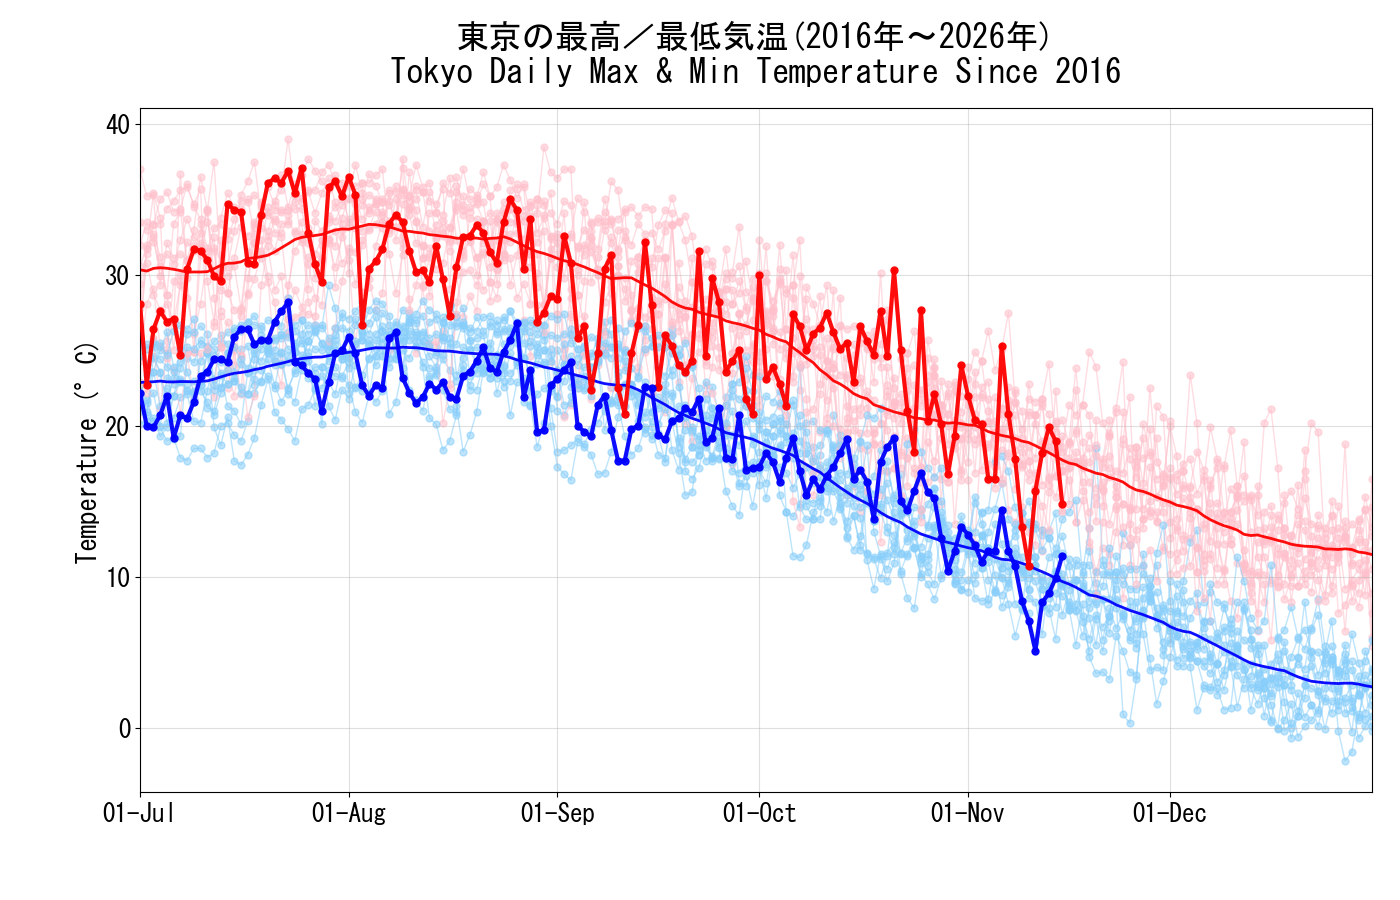 東京の最高／最低気温(2016年～2026年)
Tokyo Daily Max & Min Temperature Since 2016
Temperature (°C)
40
30
20
10
0
01-Jul 01-Aug 01-Sep 01-Oct 01-Nov 01-Dec